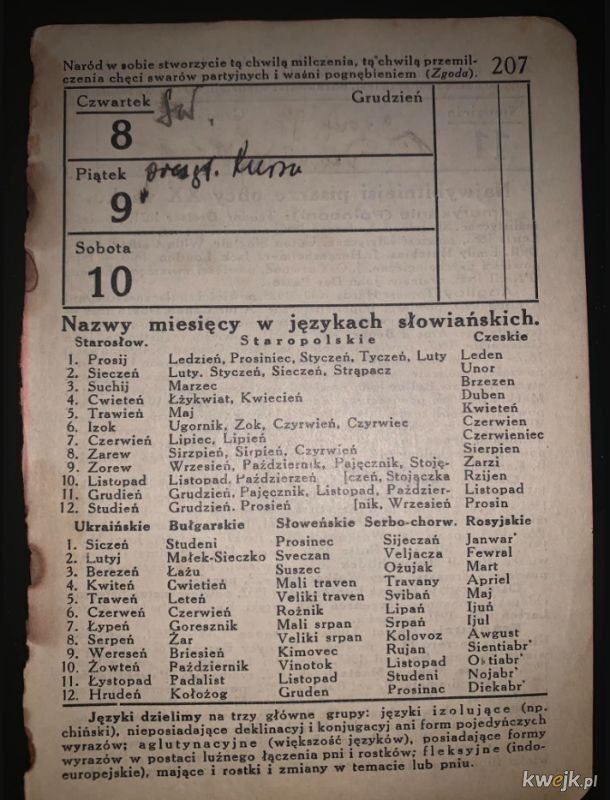 Naród w sobie stworzycie tą chwilą milczenia, tą chwilą przemil-
czenia chęci swarów partyjnych i waśni pognębieniem (Zgoda). 207
Czwartek Grudzień
8
Piątek
9
Sobota
10
Nazwy miesięcy w językach słowiańskich.
Starosłow. Staropolskie Czeskie
1. Prosij Ledzień, Prosiniec, Styczeń, Tyczeń, Luty Leden
2. Sieczeń Luty. Styczeń, Sieczeń, Strąpacz Unor
3. Suchij Marzec Brzezen
4. Cwieteń Łżykwiat, Kwiecień Duben
5. Trawień Maj Kwieteń
6. Izok Ugornik, Zok, Czyrwień, Czyrwiec Czerwien
7. Czerwień Lipiec, Lipień Czerwieniec
8. Zarew Sirzpień, Sirpień, Czyrwień Sierpien
9. Zorew Wrzesień, Październik, Pajęcznik, Stoję- Zarzi
10. Listopad Listopad, Paździerzeń [czeń, Stojączka Rzijen
11. Grudień Grudzień, Pajęcznik, Listopad, Paździer- Listopad
12. Studień Grudzień. Prosień [nik, Wrzesień Prosin
Ukraińskie Bułgarskie Słoweńskie Serbo-chorw. Rosyjskie
1. Siczeń Studeni Prosinec Sijeczań Janwar'
2. Lutyj Małek-Sieczko Sveczan Veljacza Fewral
3. Berezeń Łażu Suszec Ożujak Mart
4. Kwiteń Cwietień Mali traven Travany Apriel
5. Traweń Leteń Veliki traven Svibań Maj
6. Czerweń Czerwień Rożnik Lipań Ijuń
7. Łypeń Goresznik Mali srpan Srpań Ijul
8. Serpeń Żar Veliki srpan Kolovoz Awgust
9. Wereseń Briesień Kimovec Rujan Sientiabr'
10. Żowteń Październik Vinotok Listopad Oktiabr'
11. Łystopad Padalist Listopad Studeni Nojabr'
12. Hrudeń Kołożog Gruden Prosinac Diekabr'
Języki dzielimy na trzy główne grupy: języki izolujące (np.
chiński), nieposiadające deklinacyj i konjugacyj ani form pojedyńczych
wyrazów; aglutynacyjne (większość języków), posiadające formy
wyrazów w postaci luźnego łączenia pni i rostków; fleksyjne (indo-
europejskie), mające i rostki i zmiany w temacie lub pniu.
kwejk.pl